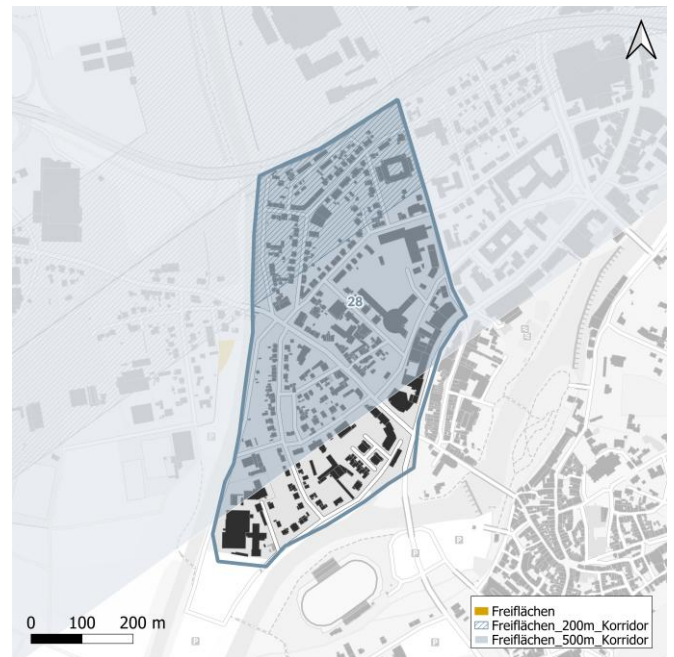 28
P
P
P
P
P
0 100 200 m
Freiflächen
Freiflächen_200m_Korridor
Freiflächen_500m_Korridor